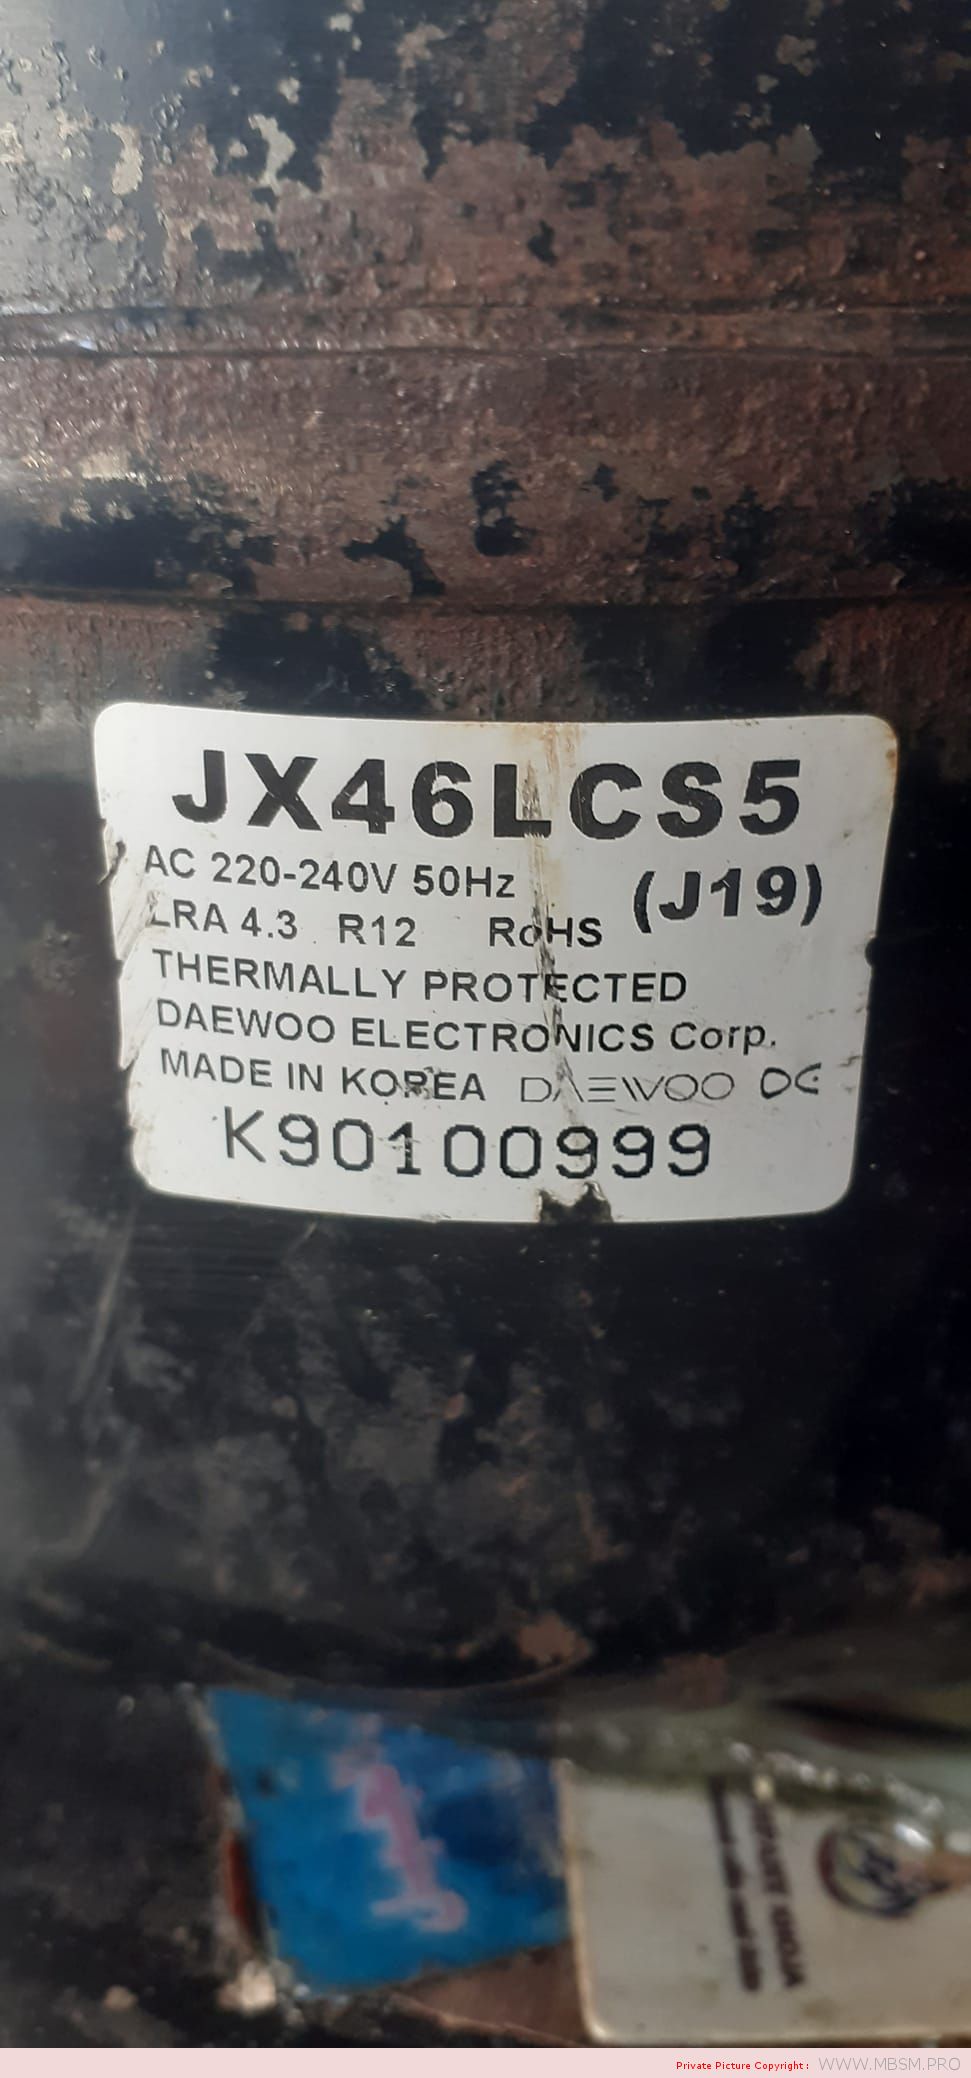 JX46LCS5
AC 220-240V 50Hz
(J19)
LRA 4.3 R12 RoHS
THERMALLY PROTECTED
DAEWOO ELECTRONICS Corp.
MADE IN KOREA DAEWOO
K90100999
Private Picture Copyright : WWW.MBSM.PRO